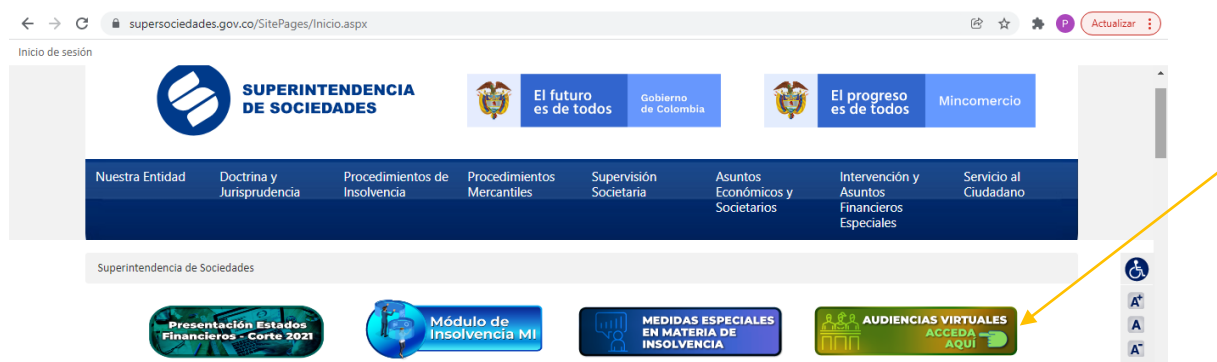 supersociedades.gov.co/SitePages/Inicio.aspx
P
Actualizar
Inicio de sesión
SUPERINTENDENCIA
DE SOCIEDADES
El futuro
es de todos
Gobierno
de Colombia
El progreso
es de todos
Mincomercio
Nuestra Entidad
Doctrina y
Jurisprudencia
Procedimientos de
Insolvencia
Procedimientos
Mercantiles
Supervisión
Societaria
Asuntos
Económicos y
Societarios
Intervención y
Asuntos
Financieros
Especiales
Servicio al
Ciudadano
Superintendencia de Sociedades
Presentación Estados
Financieros - Corte 2021
Módulo de
Insolvencia MI
MEDIDAS ESPECIALES
EN MATERIA DE
INSOLVENCIA
AUDIENCIAS VIRTUALES
ACCEDA
AQUÍ
A+
A
A-